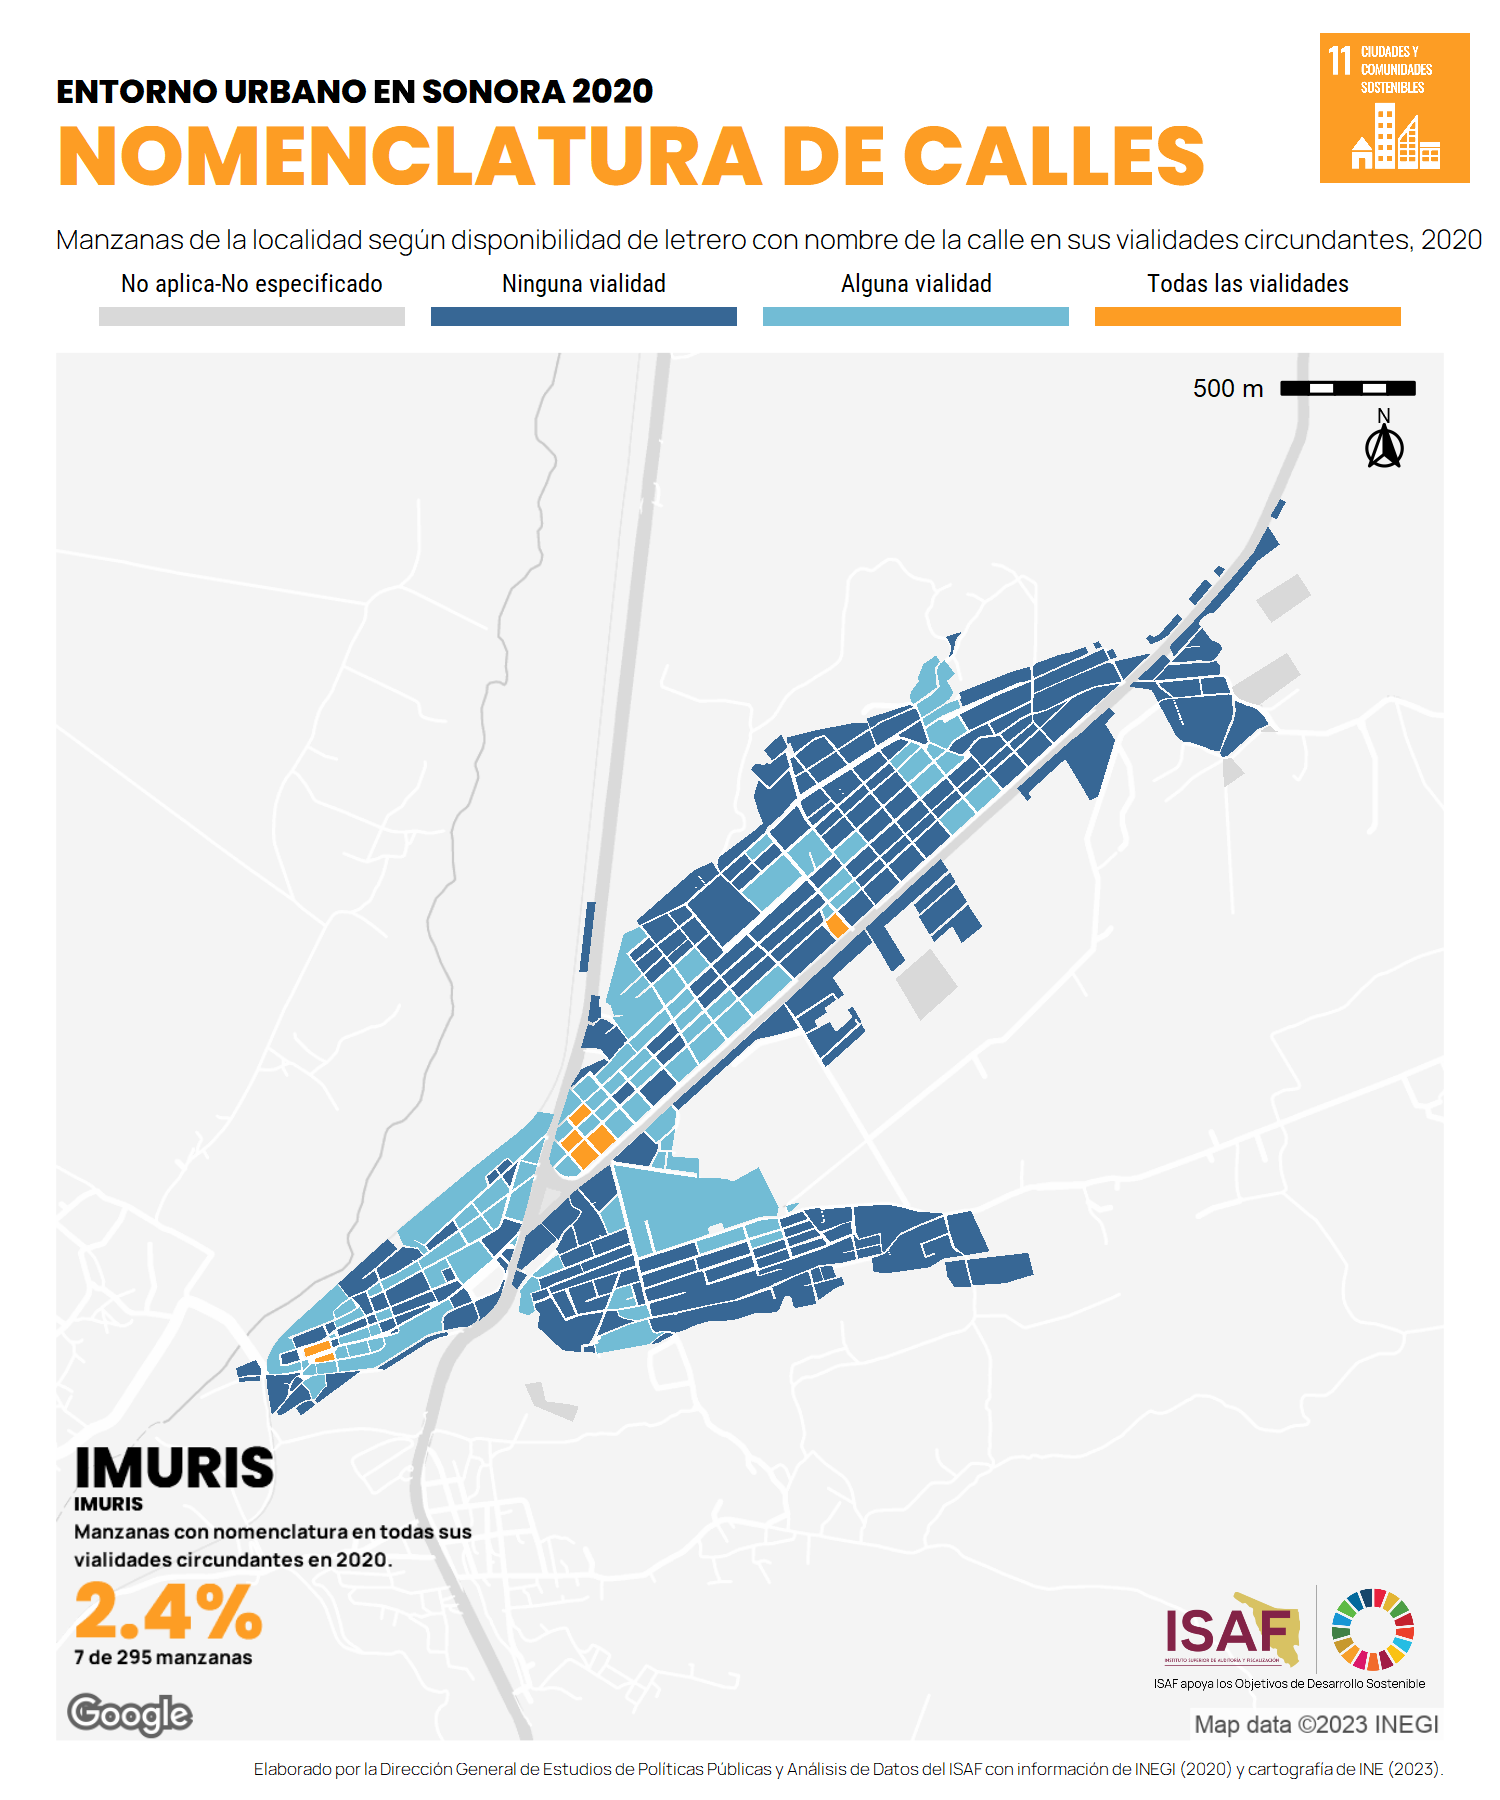 11 CIUDADES Y
COMUNIDADES
SOSTENIBLES
ENTORNO URBANO EN SONORA 2020
NOMENCLATURA DE CALLES
Manzanas de la localidad según disponibilidad de letrero con nombre de la calle en sus vialidades circundantes, 2020
No aplica-No especificado
Ninguna vialidad
Alguna vialidad
Todas las vialidades
500 m
N
IMURIS
IMURIS
Manzanas con nomenclatura en todas sus
vialidades circundantes en 2020.
2.4%
7 de 295 manzanas
Google
ISAF
INSTITUTO SUPERIOR DE AUDITORÍA Y FISCALIZACIÓN
ISAF apoya los Objetivos de Desarrollo Sostenible
Map data ©2023 INEGI
Elaborado por la Dirección General de Estudios de Políticas Públicas y Análisis de Datos del ISAF con información de INEGI (2020) y cartografía de INE (2023).